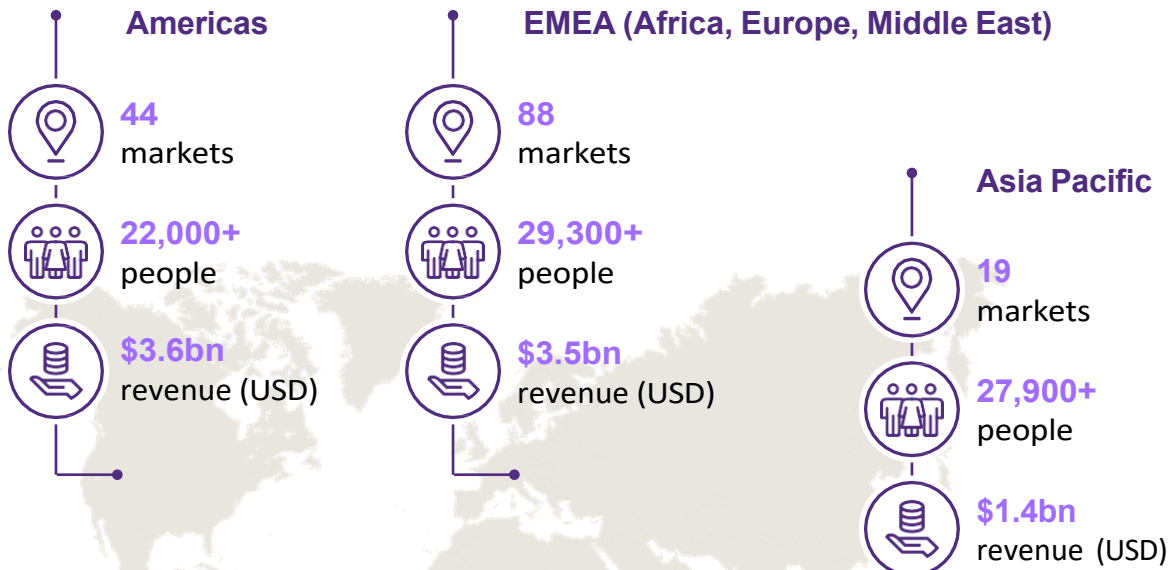 Americas
44
markets
22,000+
people
$3.6bn
revenue (USD)
EMEA (Africa, Europe, Middle East)
88
markets
29,300+
people
$3.5bn
revenue (USD)
Asia Pacific
19
markets
27,900+
people
$1.4bn
revenue (USD)